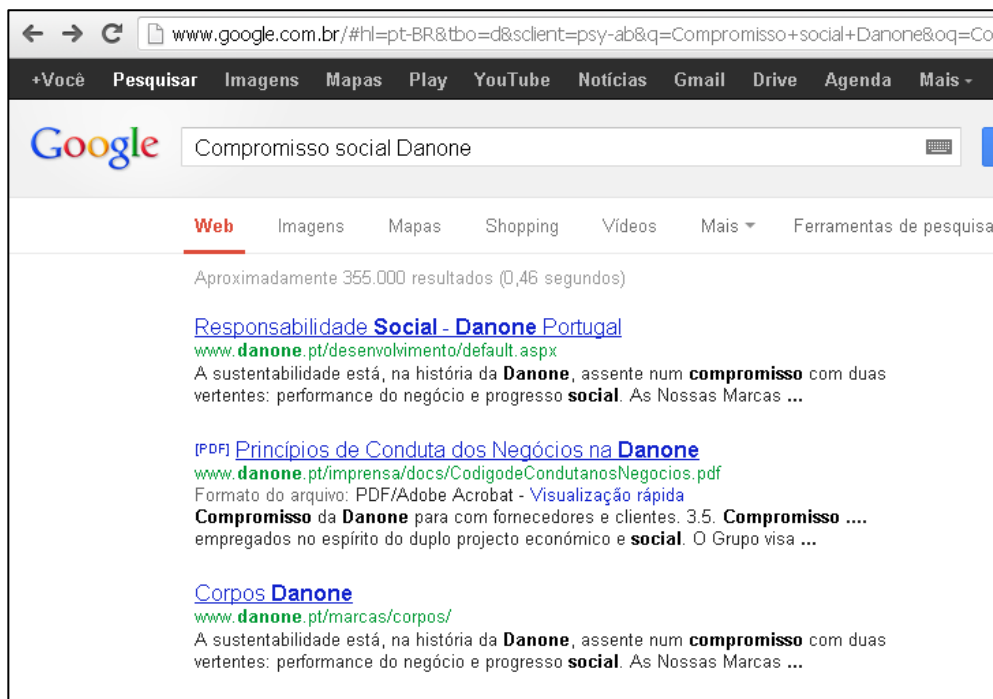 www.google.com.br/#hl=pt-BR&tbo=d&sclient=psy-ab&q=Compromisso+social+Danone&oq=Co
+Você Pesquisar Imagens Mapas Play YouTube Notícias Gmail Drive Agenda Mais
Google Compromisso social Danone
Web Imagens Mapas Shopping Vídeos Mais Ferramentas de pesquisa
Aproximadamente 355.000 resultados (0,46 segundos)
Responsabilidade Social - Danone Portugal
www.danone.pt/desenvolvimento/default.aspx
A sustentabilidade está, na história da Danone, assente num compromisso com duas
vertentes: performance do negócio e progresso social. As Nossas Marcas ...
[PDF] Princípios de Conduta dos Negócios na Danone
www.danone.pt/imprensa/docs/CodigodeCondutanosNegocios.pdf
Formato do arquivo: PDF/Adobe Acrobat - Visualização rápida
Compromisso da Danone para com fornecedores e clientes. 3.5. Compromisso ....
empregados no espírito do duplo projecto económico e social. O Grupo visa ...
Corpos Danone
www.danone.pt/marcas/corpos/
A sustentabilidade está, na história da Danone, assente num compromisso com duas
vertentes: performance do negócio e progresso social. As Nossas Marcas ...